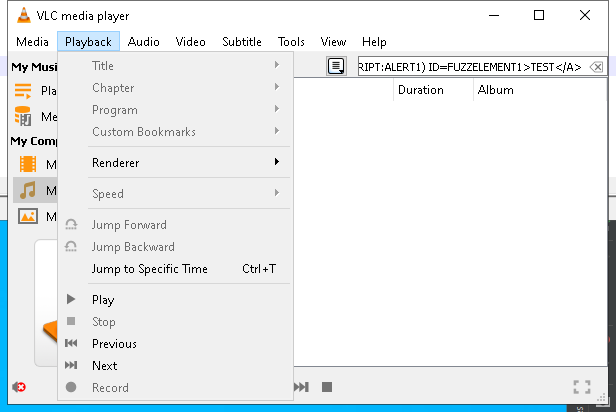 VLC media player
Media Playback Audio Video Subtitle Tools View Help
My Musi
RIPT:ALERT1) ID=FUZZELEMENT1>TEST</A>
Pla
Me
Duration Album
My Comp
M
M
M
Title
Chapter
Program
Custom Bookmarks
Renderer
Speed
Jump Forward
Jump Backward
Jump to Specific Time Ctrl+T
Play
Stop
Previous
Next
Record